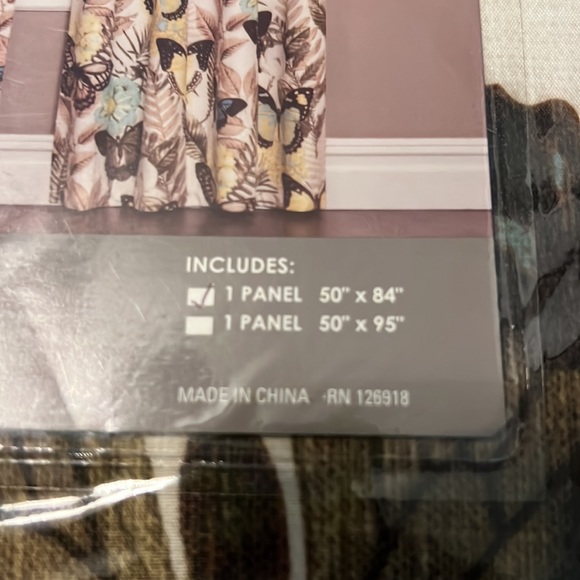 INCLUDES:
1 PANEL 50" x 84"
1 PANEL 50" x 95"
MADE IN CHINA ·RN 126918